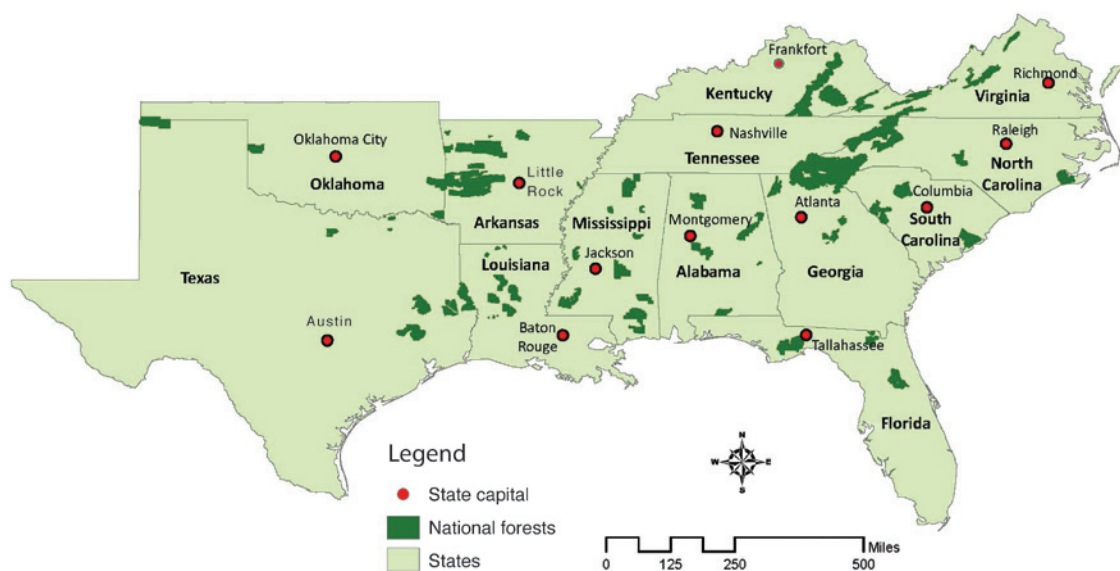 Frankfort
Kentucky
Richmond
Virginia
Oklahoma City
Oklahoma
Nashville
Tennessee
Raleigh
North
Carolina
Little
Rock
Arkansas
Mississippi
Montgomery
Atlanta
Columbia
South
Carolina
Texas
Louisiana
Jackson
Alabama
Georgia
Austin
Baton
Rouge
Tallahassee
Florida
Legend
State capital
National forests
States
N
W E
S
Miles
0 125 250 500